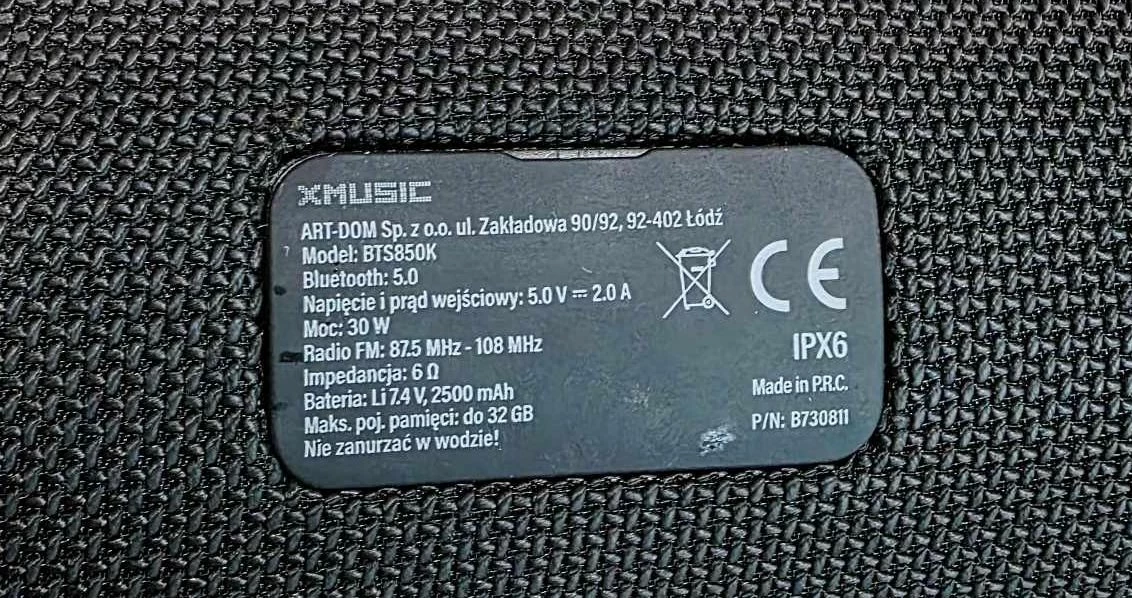 XMUSIC
ART-DOM Sp. z o.o. ul. Zakładowa 90/92, 92-402 Łódź
Model: BTS850K
Bluetooth: 5.0
Napięcie i prąd wejściowy: 5.0 V ⎓ 2.0 A
Moc: 30 W
Radio FM: 87.5 MHz - 108 MHz
Impedancja: 6 Ω
Bateria: Li 7.4 V, 2500 mAh
Maks. poj. pamięci: do 32 GB
Nie zanurzać w wodzie!
CE
IPX6
Made in P.R.C.
P/N: B730811